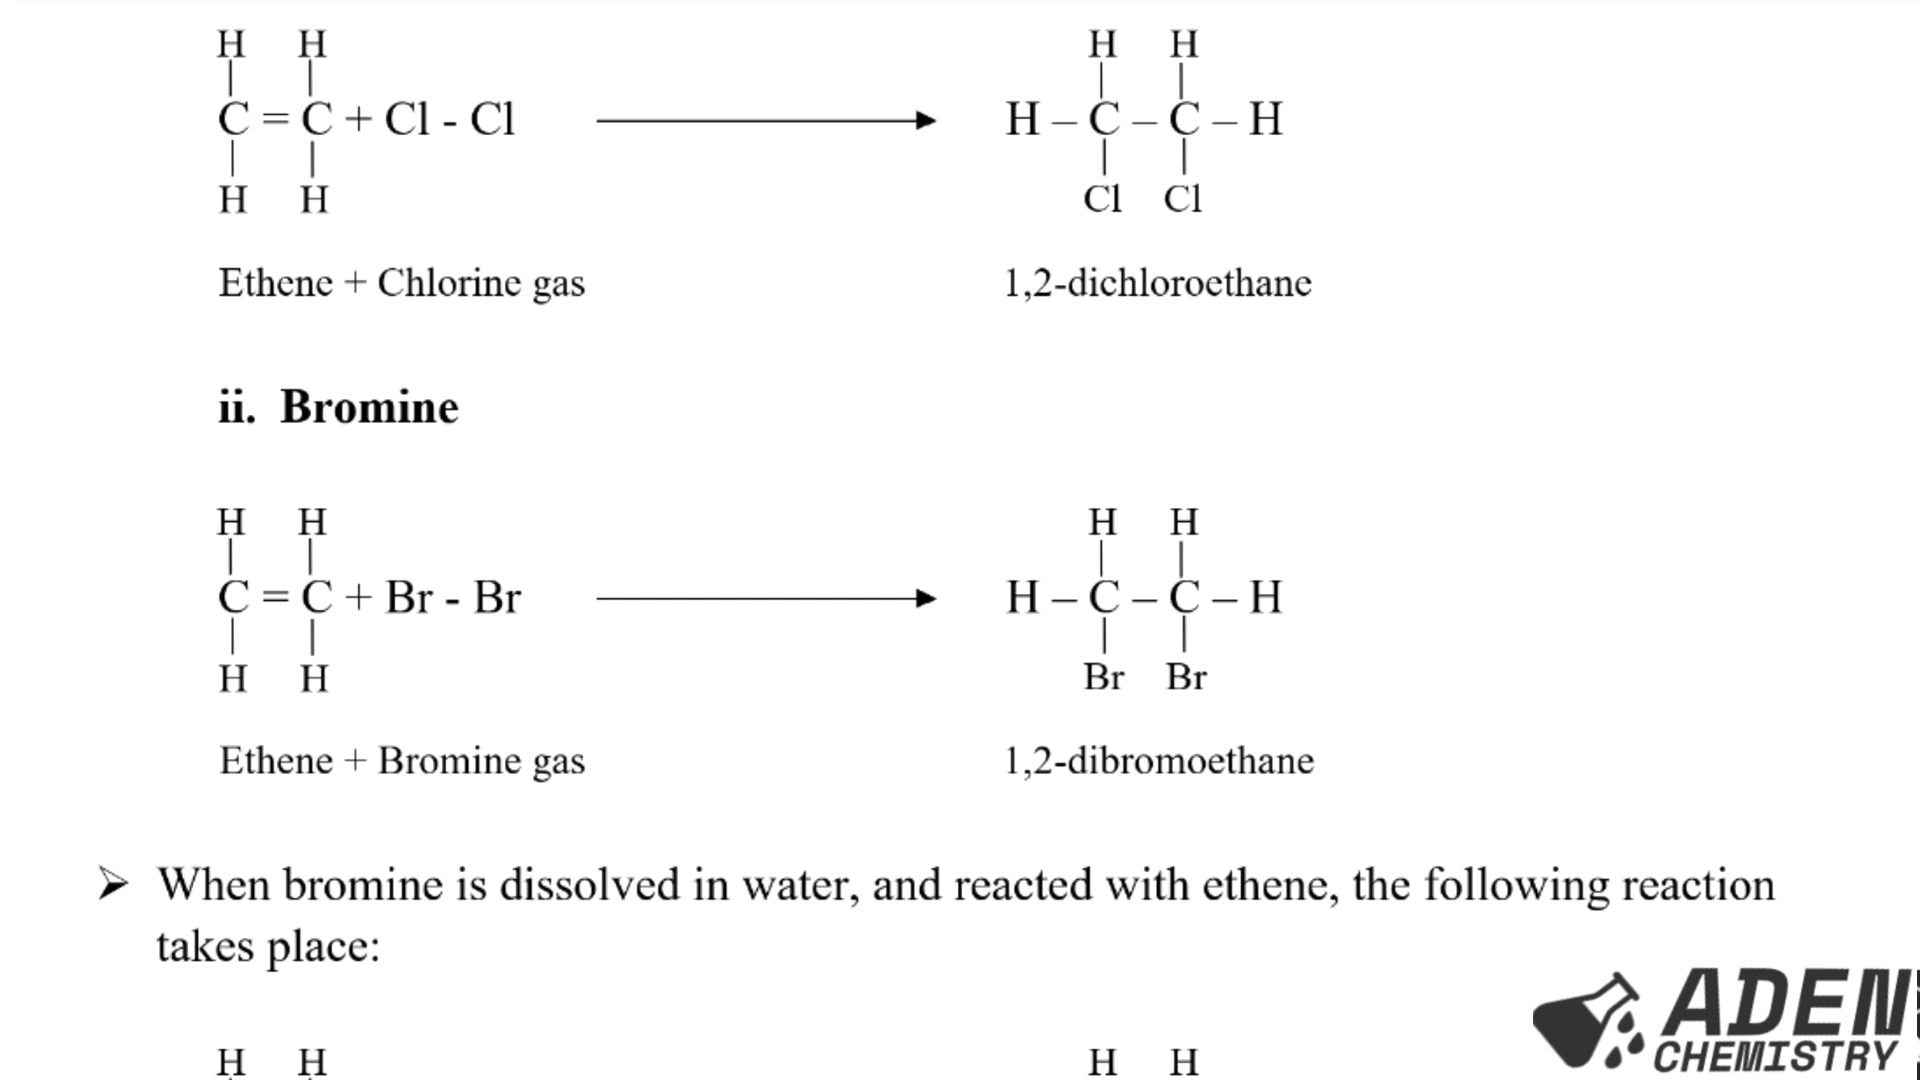 H H H H
C = C + Cl - Cl H – C – C – H
H H Cl Cl
Ethene + Chlorine gas 1,2-dichloroethane
ii. Bromine
H H H H
C = C + Br - Br H – C – C – H
H H Br Br
Ethene + Bromine gas 1,2-dibromoethane
➢ When bromine is dissolved in water, and reacted with ethene, the following reaction
takes place:
H H H H
ADEN
CHEMISTRY